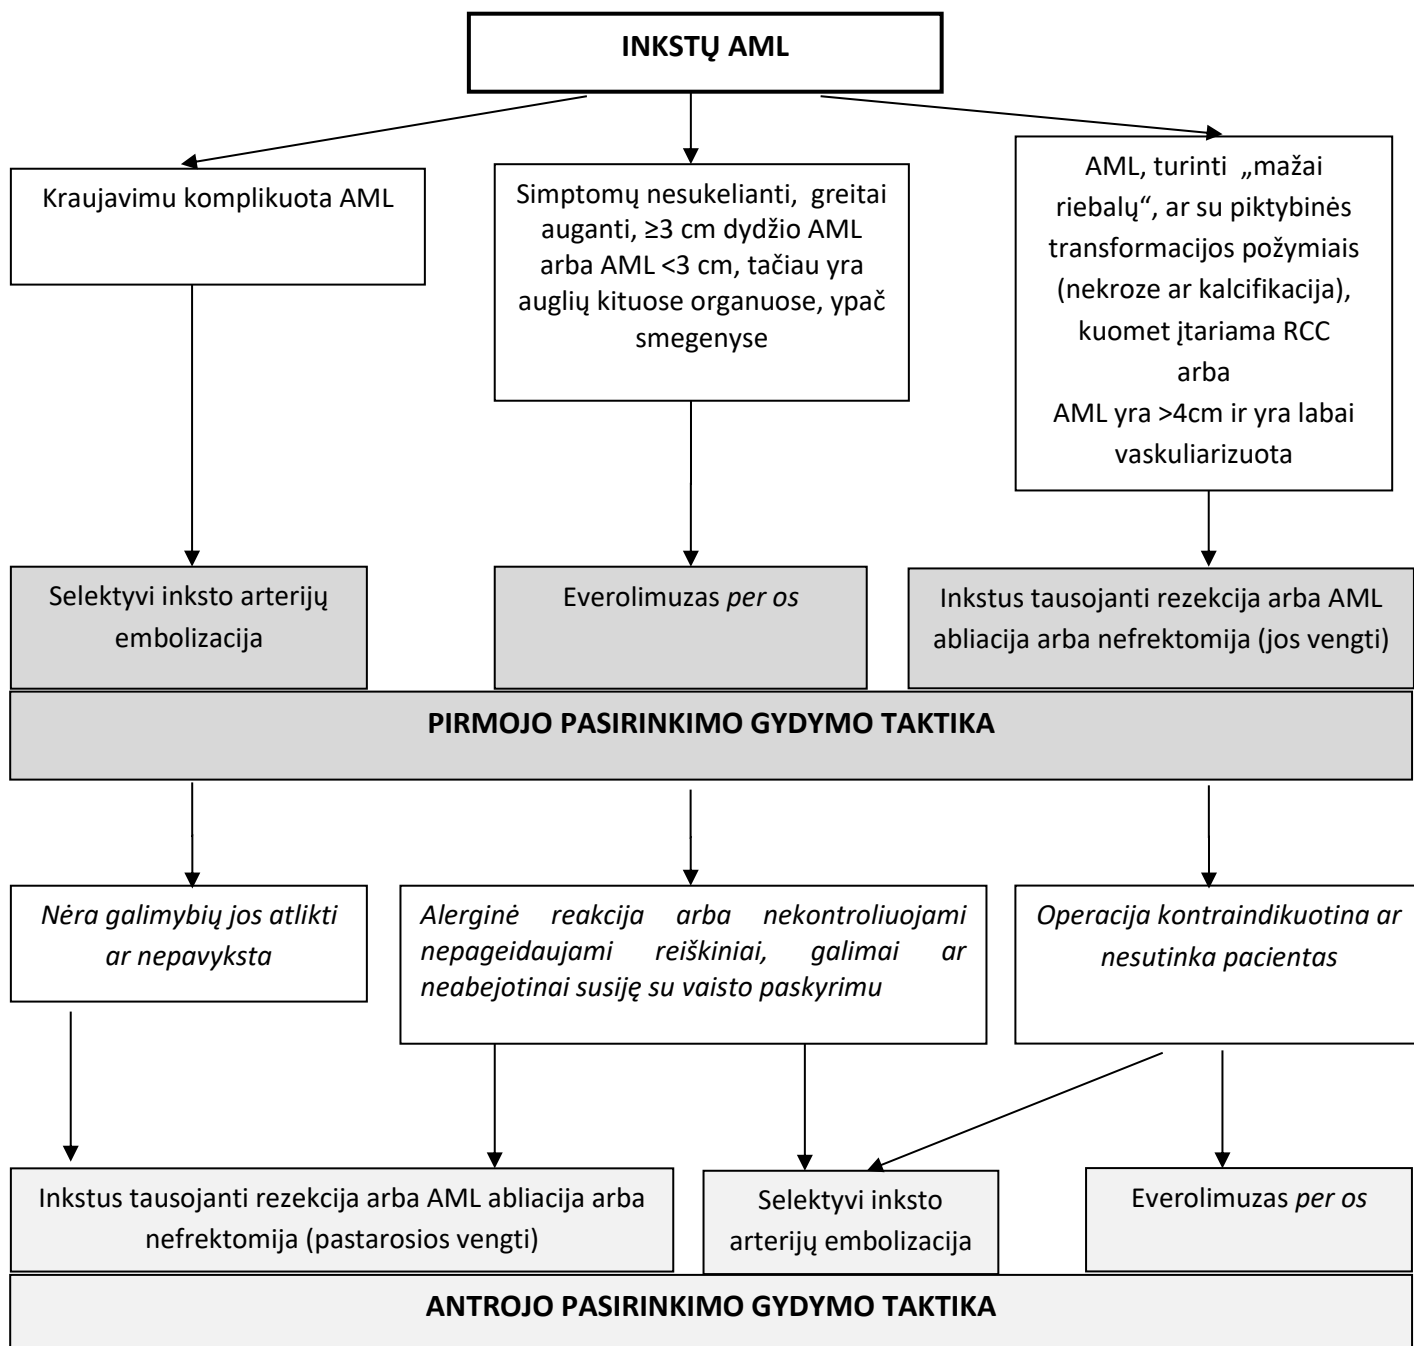 INKSTŲ AML
Kraujavimu komplikuota AML
Simptomų nesukelianti, greitai
auganti, ≥3 cm dydžio AML
arba AML <3 cm, tačiau yra
auglių kituose organuose, ypač
smegenyse
AML, turinti „mažai
riebalų“, ar su piktybinės
transformacijos požymiais
(nekroze ar kalcifikacija),
kuomet įtariama RCC
arba
AML yra >4cm ir yra labai
vaskuliarizuota
Selektyvi inksto arterijų
embolizacija
Everolimuzas per os
Inkstus tausojanti rezekcija arba AML
abliacija arba nefrektomija (jos vengti)
PIRMOJO PASIRINKIMO GYDYMO TAKTIKA
Nėra galimybių jos atlikti
ar nepavyksta
Alerginė reakcija arba nekontroliuojami
nepageidaujami reiškiniai, galimai ar
neabejotinai susiję su vaisto paskyrimu
Operacija kontraindikuotina ar
nesutinka pacientas
Inkstus tausojanti rezekcija arba AML abliacija arba
nefrektomija (pastarosios vengti)
Selektyvi inksto
arterijų embolizacija
Everolimuzas per os
ANTROJO PASIRINKIMO GYDYMO TAKTIKA